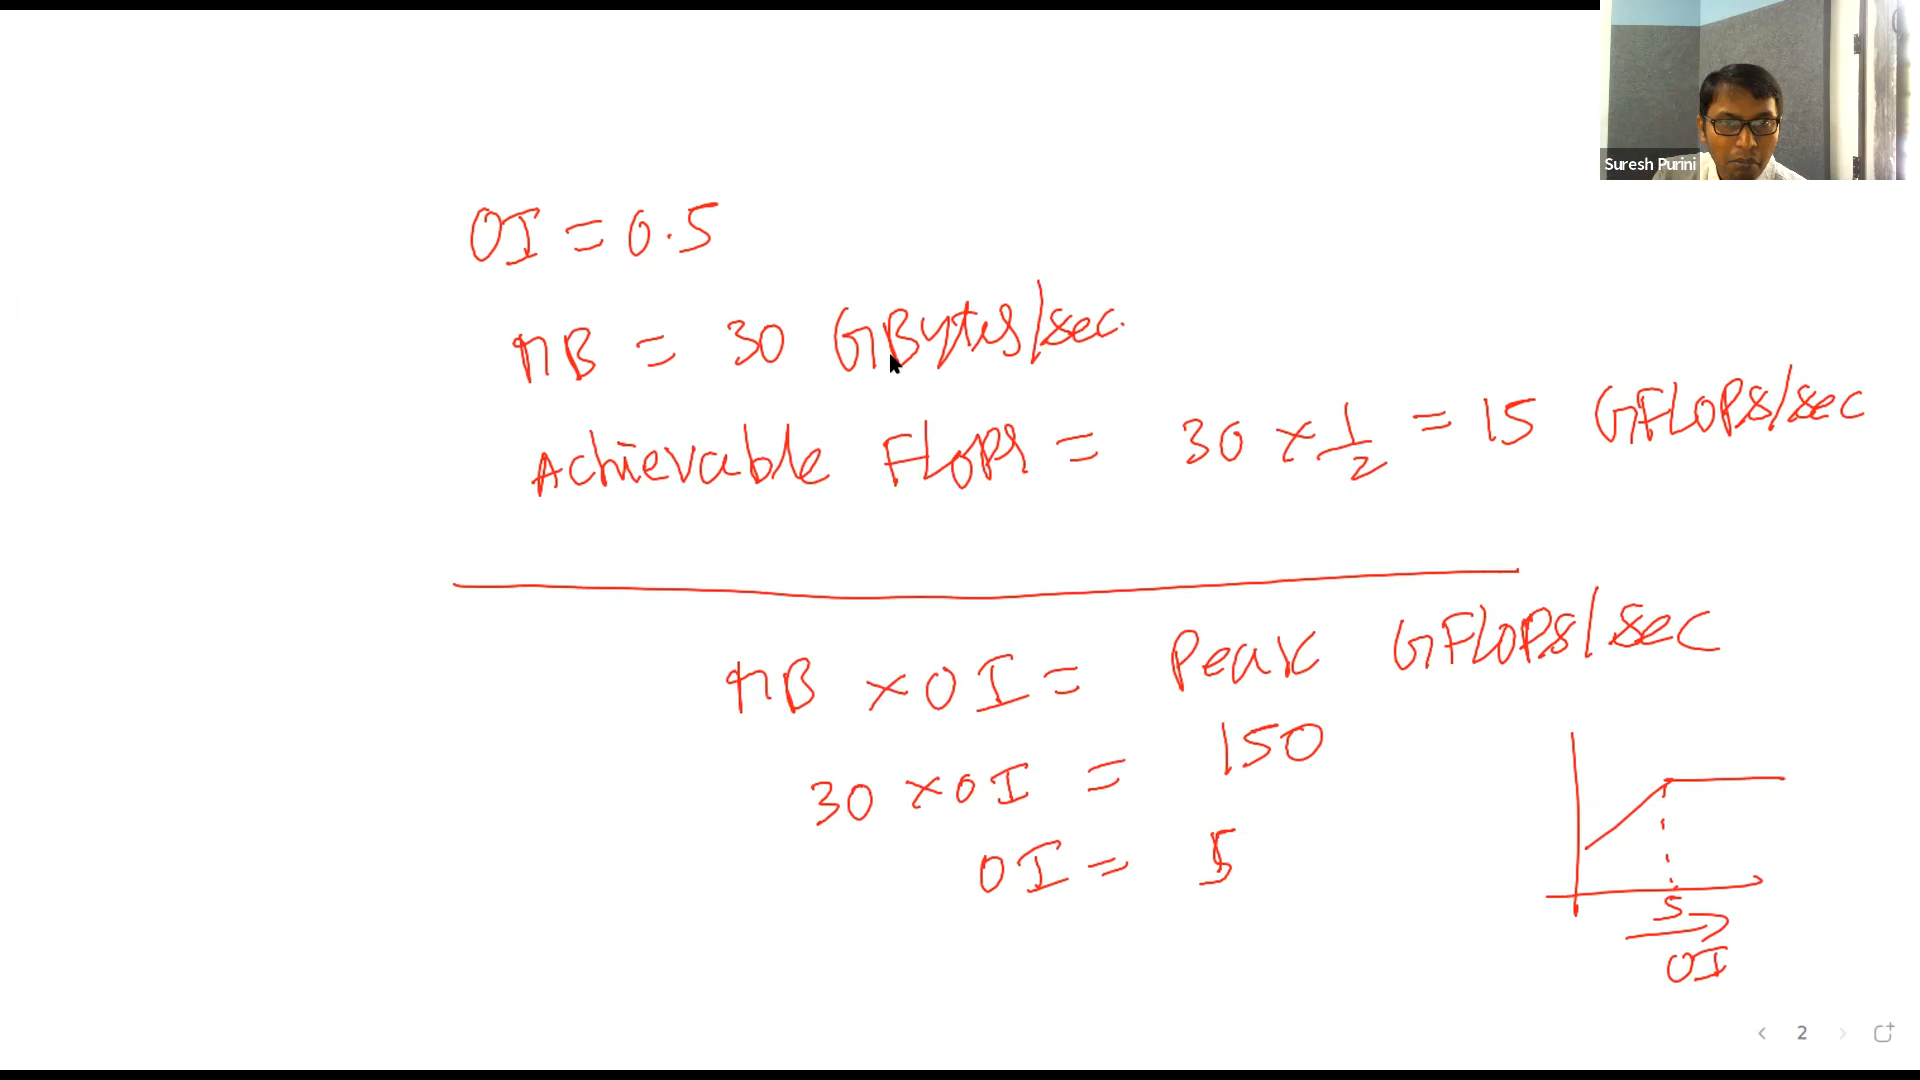 Suresh Purini
OI = 0.5
MB = 30 GBytes/sec.
Achievable FLOPs = 30 × 1/2 = 15 GFLOPs/sec
MB × OI = Peak GFLOPs/sec
30 × OI = 150
OI = 5
5
OI
2